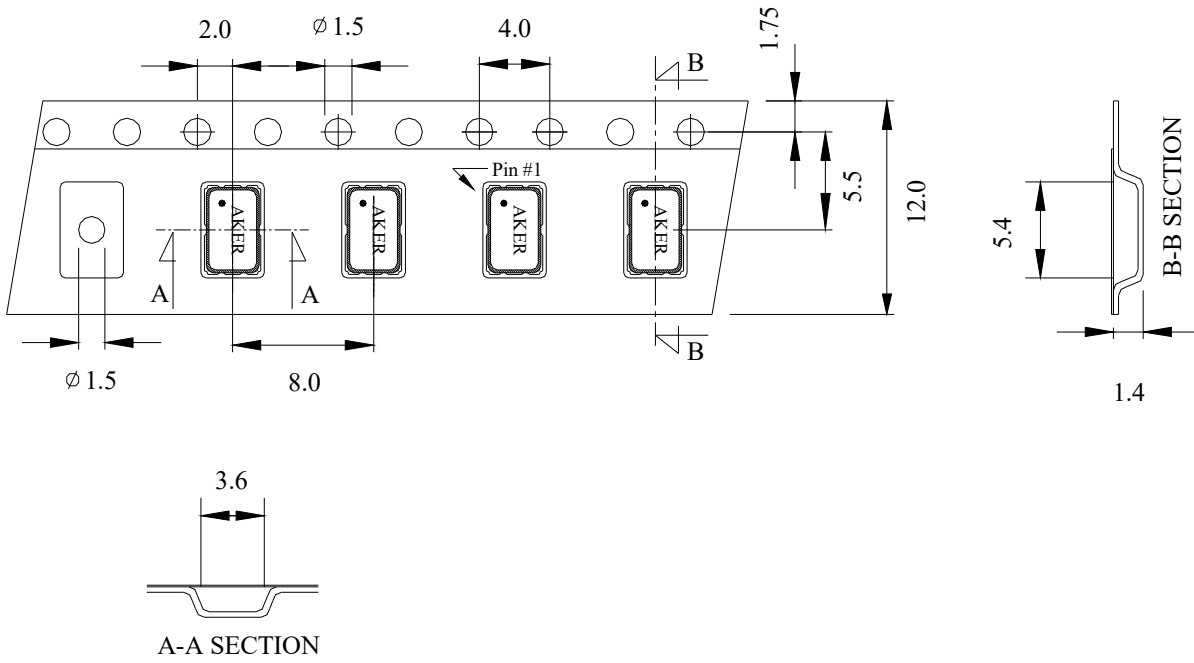 2.0
⌀ 1.5
4.0
B
1.75
Pin #1
AKER
AKER
AKER
AKER
5.5
12.0
A
A
B
⌀ 1.5
8.0
5.4
B-B SECTION
1.4
3.6
A-A SECTION